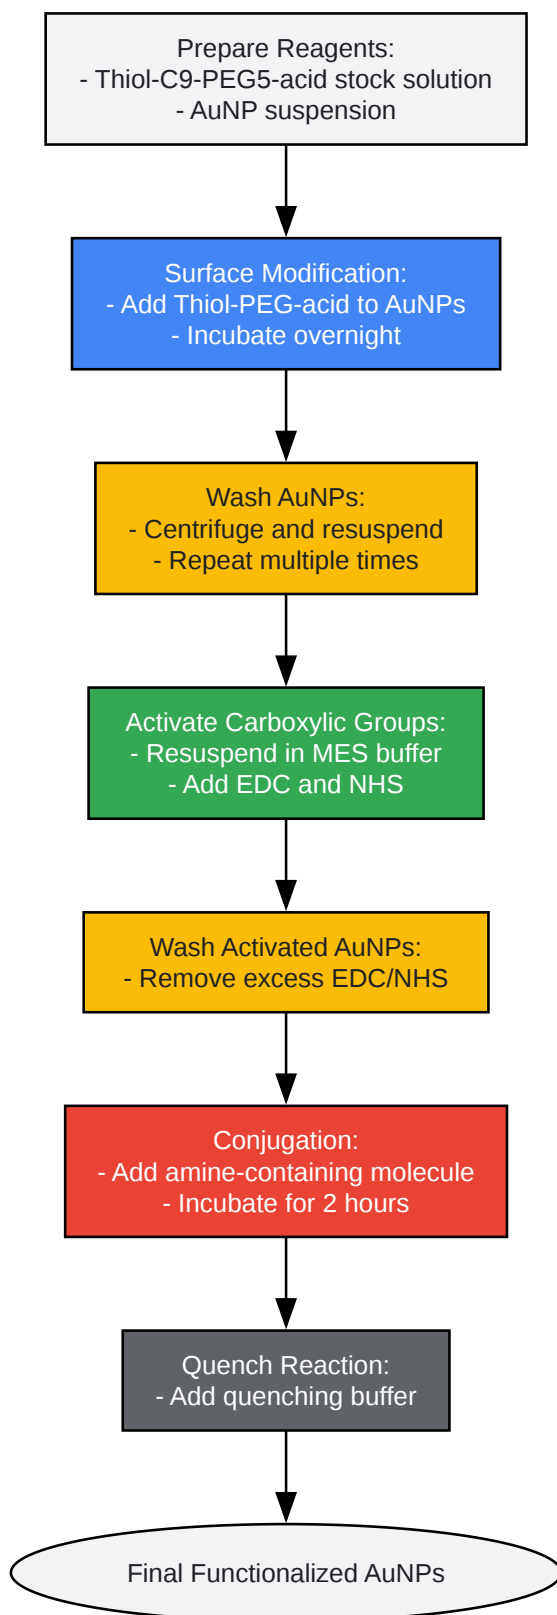 Prepare Reagents:
- Thiol-C9-PEG5-acid stock solution
- AuNP suspension
Surface Modification:
- Add Thiol-PEG-acid to AuNPs
- Incubate overnight
Wash AuNPs:
- Centrifuge and resuspend
- Repeat multiple times
Activate Carboxylic Groups:
- Resuspend in MES buffer
- Add EDC and NHS
Wash Activated AuNPs:
- Remove excess EDC/NHS
Conjugation:
- Add amine-containing molecule
- Incubate for 2 hours
Quench Reaction:
- Add quenching buffer
Final Functionalized AuNPs